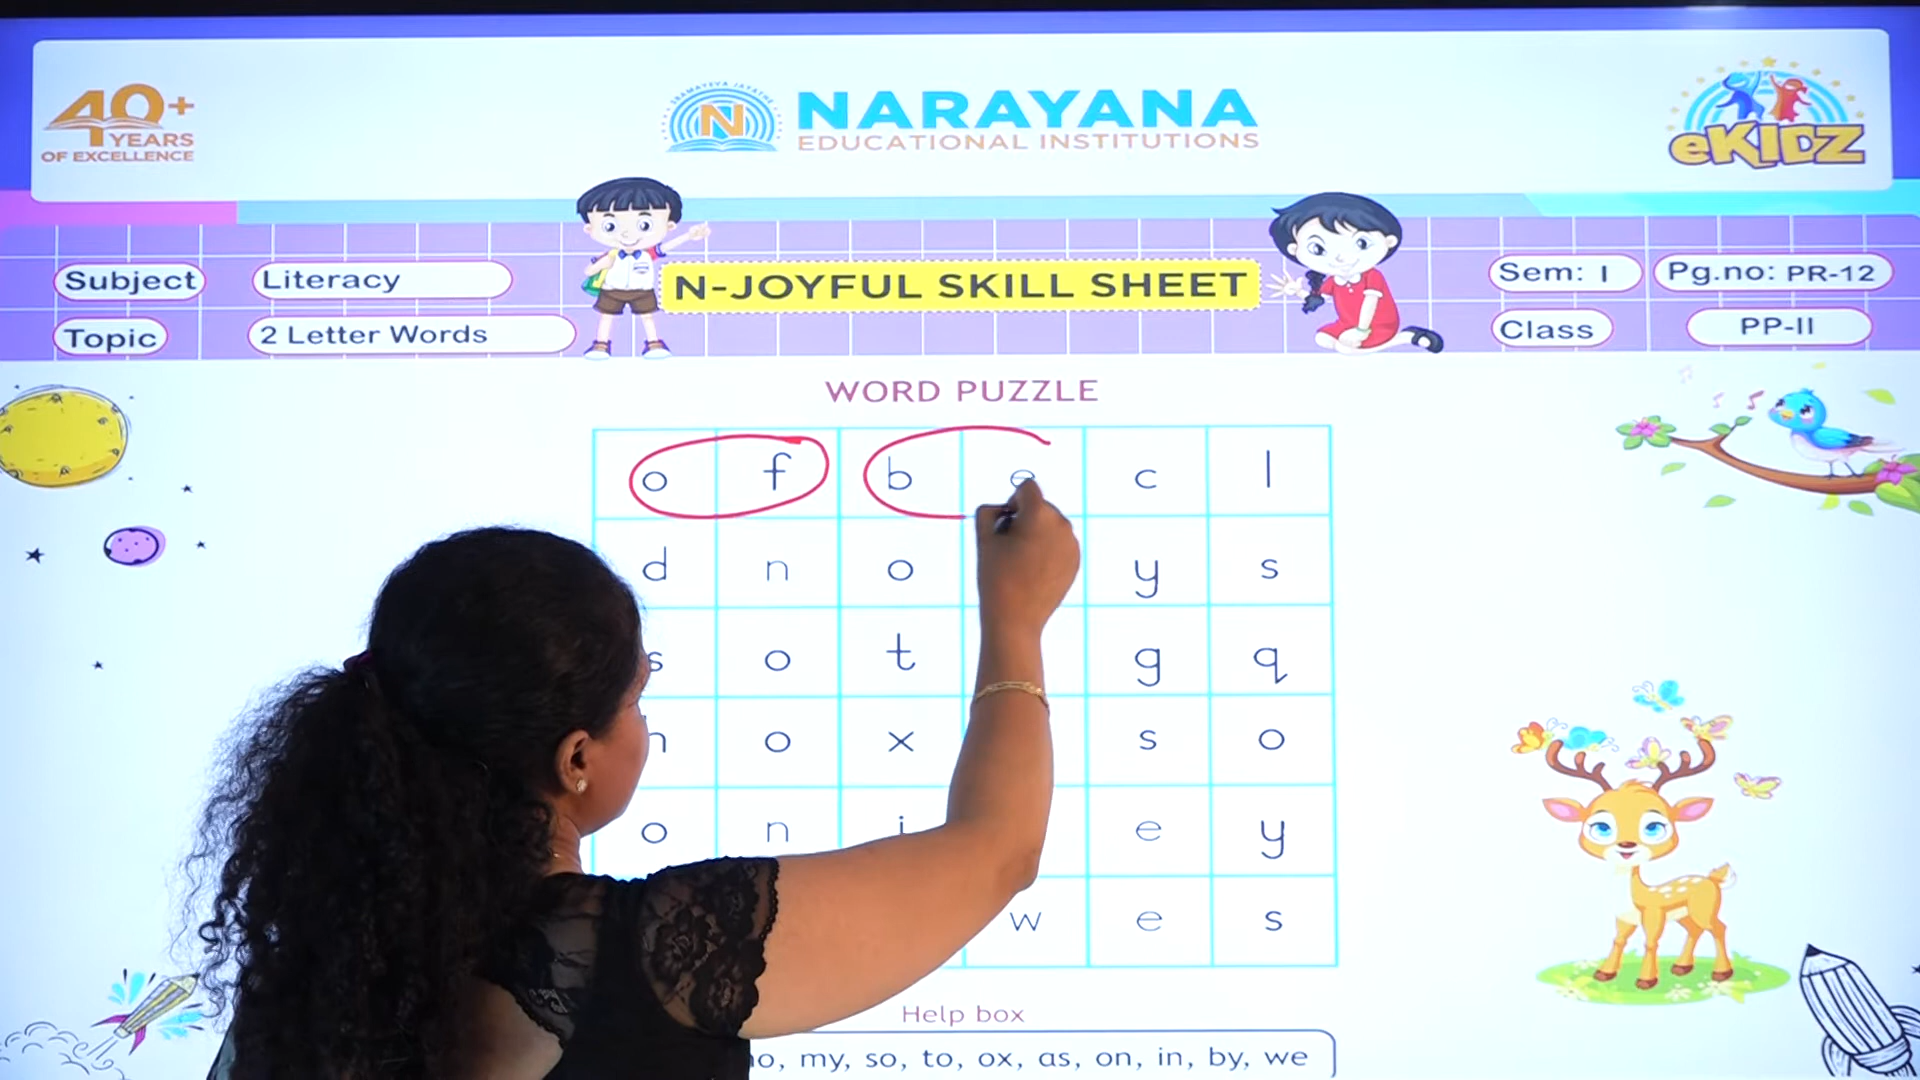 40+
YEARS
OF EXCELLENCE
SRAMAYEVA JAYATHE
N
NARAYANA
EDUCATIONAL INSTITUTIONS
eKIDZ
Subject Literacy
N-JOYFUL SKILL SHEET
Sem: I Pg.no: PR-12
Topic 2 Letter Words
Class PP-II
WORD PUZZLE
o f b e c l
d n o y s
s o t g q
o x s o
o n i e y
w e s
Help box
my, so, to, ox, as, on, in, by, we